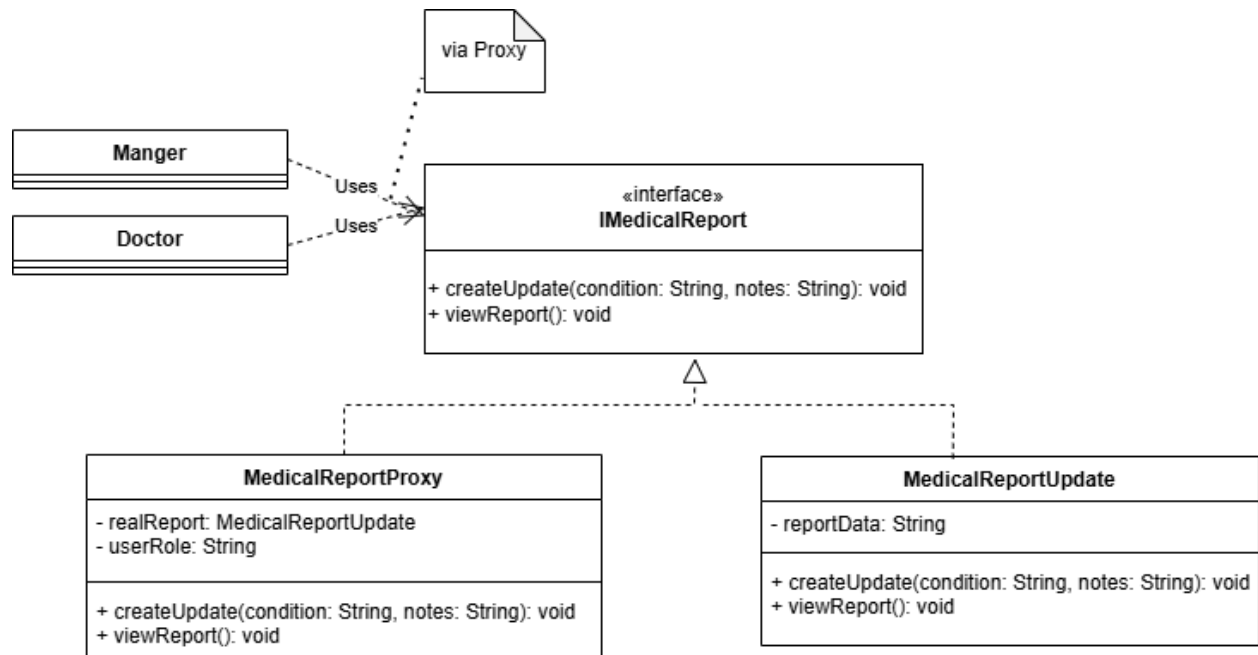 via Proxy
Manger
Uses
Doctor
Uses
«interface»
IMedicalReport
+ createUpdate(condition: String, notes: String): void
+ viewReport(): void
MedicalReportProxy
- realReport: MedicalReportUpdate
- userRole: String
+ createUpdate(condition: String, notes: String): void
+ viewReport(): void
MedicalReportUpdate
- reportData: String
+ createUpdate(condition: String, notes: String): void
+ viewReport(): void